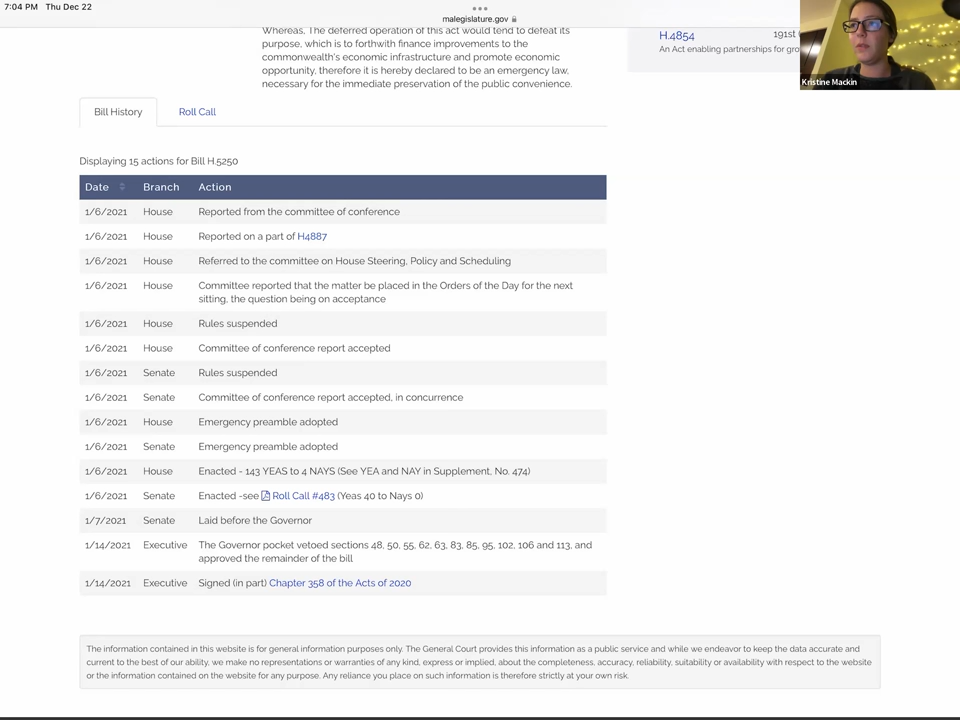 7:04 PM Thu Dec 22
malegislature.gov
Whereas, The deferred operation of this act would tend to defeat its
purpose, which is to forthwith finance improvements to the
commonwealth's economic infrastructure and promote economic
opportunity, therefore it is hereby declared to be an emergency law,
necessary for the immediate preservation of the public convenience.
H.4854 191st
An Act enabling partnerships for
Kristine Mackin
Bill History Roll Call
Displaying 15 actions for Bill H.5250
Date Branch Action
1/6/2021 House Reported from the committee of conference
1/6/2021 House Reported on a part of H4887
1/6/2021 House Referred to the committee on House Steering, Policy and Scheduling
1/6/2021 House Committee reported that the matter be placed in the Orders of the Day for the next
sitting, the question being on acceptance
1/6/2021 House Rules suspended
1/6/2021 House Committee of conference report accepted
1/6/2021 Senate Rules suspended
1/6/2021 Senate Committee of conference report accepted, in concurrence
1/6/2021 House Emergency preamble adopted
1/6/2021 Senate Emergency preamble adopted
1/6/2021 House Enacted - 143 YEAS to 4 NAYS (See YEA and NAY in Supplement, No. 474)
1/6/2021 Senate Enacted -see Roll Call #483 (Yeas 40 to Nays 0)
1/7/2021 Senate Laid before the Governor
1/14/2021 Executive The Governor pocket vetoed sections 48, 50, 55, 62, 63, 83, 85, 95, 102, 106 and 113, and
approved the remainder of the bill
1/14/2021 Executive Signed (in part) Chapter 358 of the Acts of 2020
The information contained in this website is for general information purposes only. The General Court provides this information as a public service and while we endeavor to keep the data accurate and
current to the best of our ability, we make no representations or warranties of any kind, express or implied, about the completeness, accuracy, reliability, suitability or availability with respect to the website
or the information contained on the website for any purpose. Any reliance you place on such information is therefore strictly at your own risk.